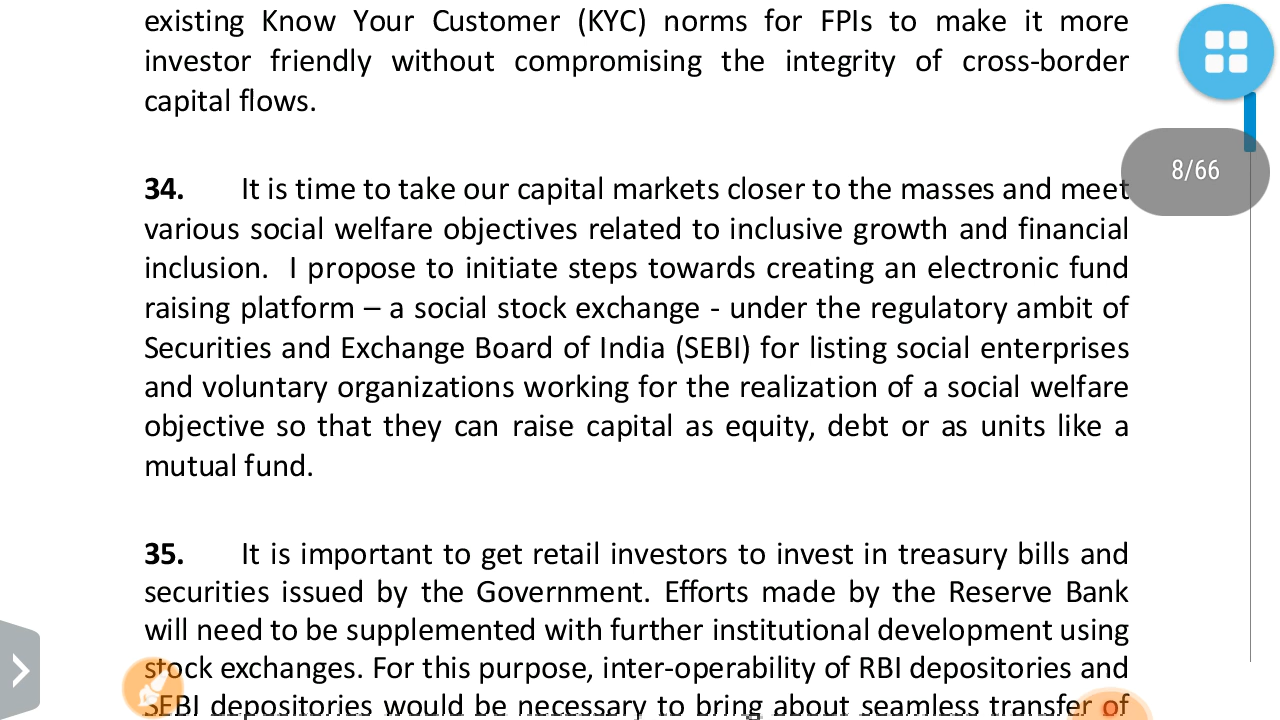 existing Know Your Customer (KYC) norms for FPIs to make it more
investor friendly without compromising the integrity of cross-border
capital flows.
8/66
34. It is time to take our capital markets closer to the masses and meet
various social welfare objectives related to inclusive growth and financial
inclusion. I propose to initiate steps towards creating an electronic fund
raising platform – a social stock exchange - under the regulatory ambit of
Securities and Exchange Board of India (SEBI) for listing social enterprises
and voluntary organizations working for the realization of a social welfare
objective so that they can raise capital as equity, debt or as units like a
mutual fund.
35. It is important to get retail investors to invest in treasury bills and
securities issued by the Government. Efforts made by the Reserve Bank
will need to be supplemented with further institutional development using
stock exchanges. For this purpose, inter-operability of RBI depositories and
SEBI depositories would be necessary to bring about seamless transfer of